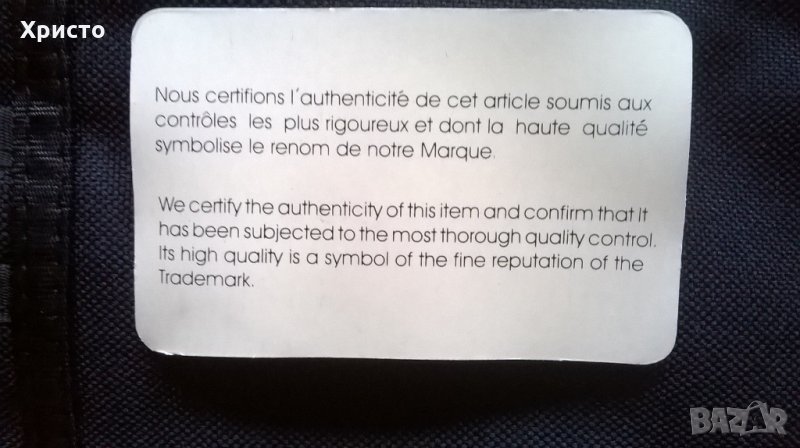 Христо
Nous certifions l'authenticité de cet article soumis aux
contrôles les plus rigoureux et dont la haute qualité
symbolise le renom de notre Marque.
We certify the authenticity of this item and confirm that it
has been subjected to the most thorough quality control.
Its high quality is a symbol of the fine reputation of the
Trademark.
BAZAR